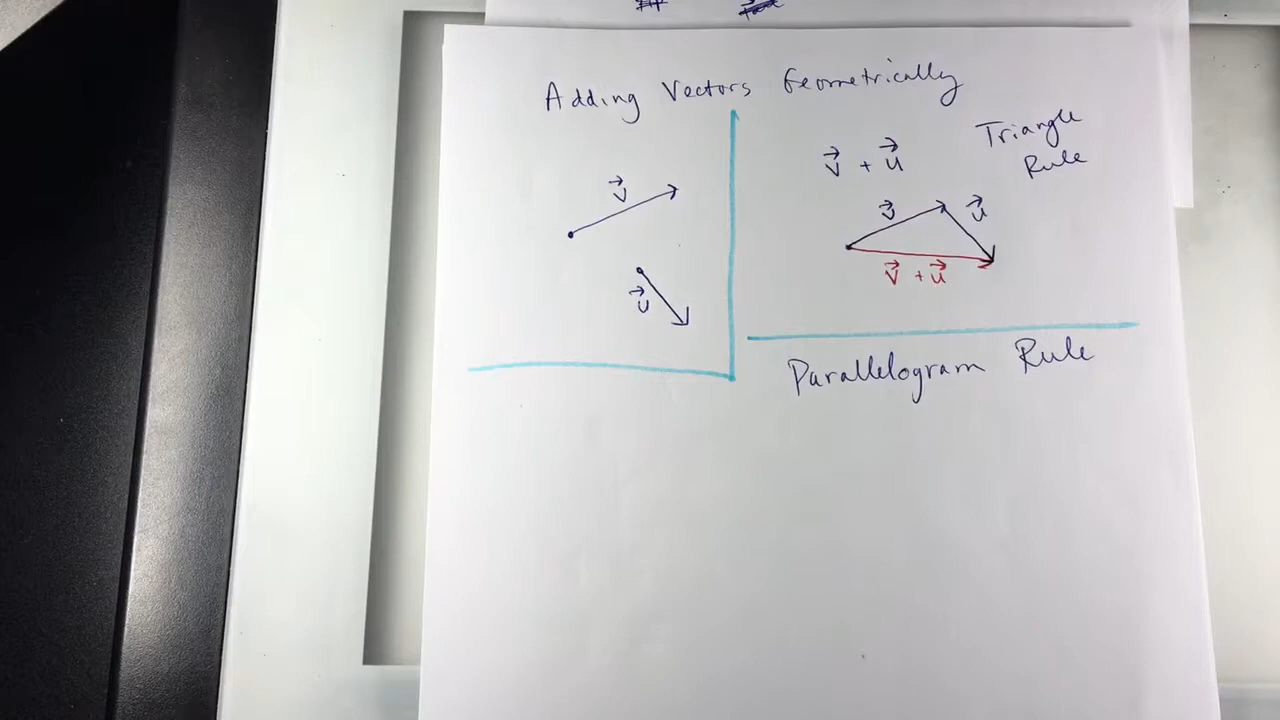 Adding Vectors Geometrically
v⃗
u⃗
v⃗ + u⃗
Triangle
Rule
v⃗
u⃗
v⃗ + u⃗
Parallelogram Rule